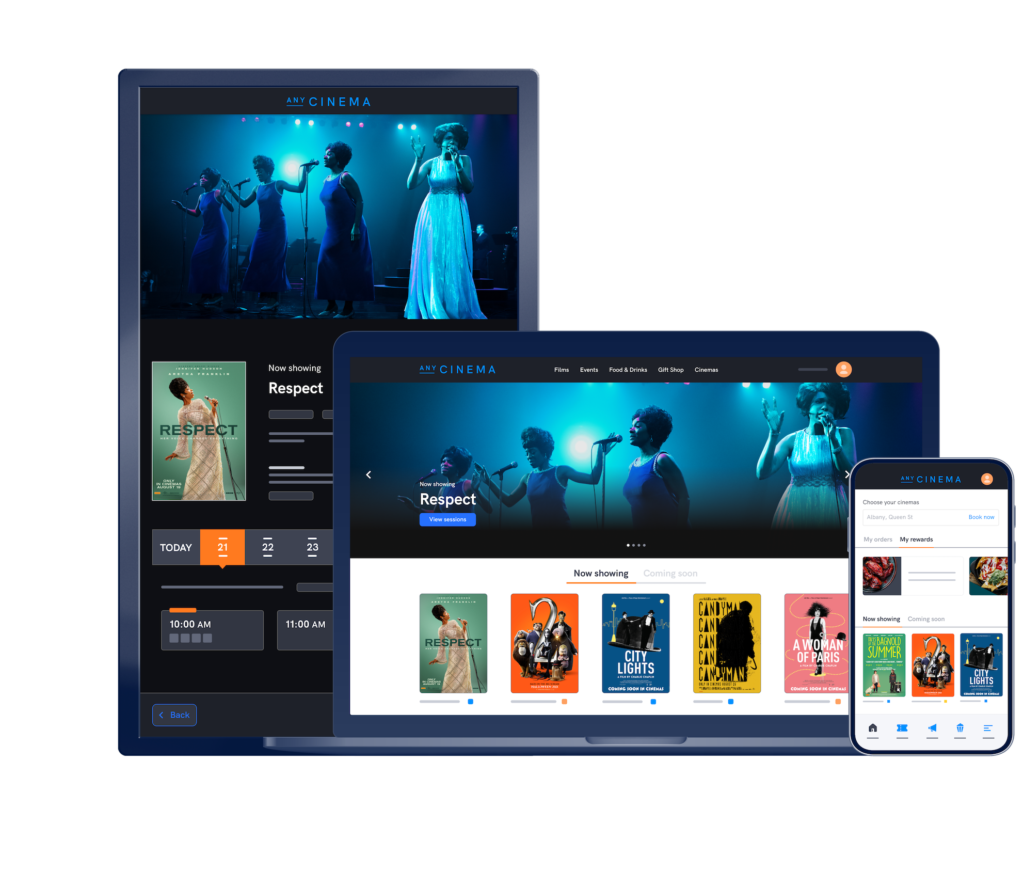 ANY CINEMA
RESPECT
Now showing
Respect
TODAY
21
22
23
10:00 AM
11:00 AM
Back
ANY CINEMA
Films
Events
Food & Drinks
Gift Shop
Cinemas
Now showing
Respect
View sessions
Now showing
Coming soon
RESPECT
2
CANDYMAN
CITY
LIGHTS
COMING SOON IN CINEMAS
A WOMAN
OF PARIS
COMING SOON IN CINEMAS
ANY CINEMA
Choose your cinemas
Albany, Queen St
Book now
My orders
My rewards
Now showing
Coming soon
SUMMER
2
CITY
LIGHTS